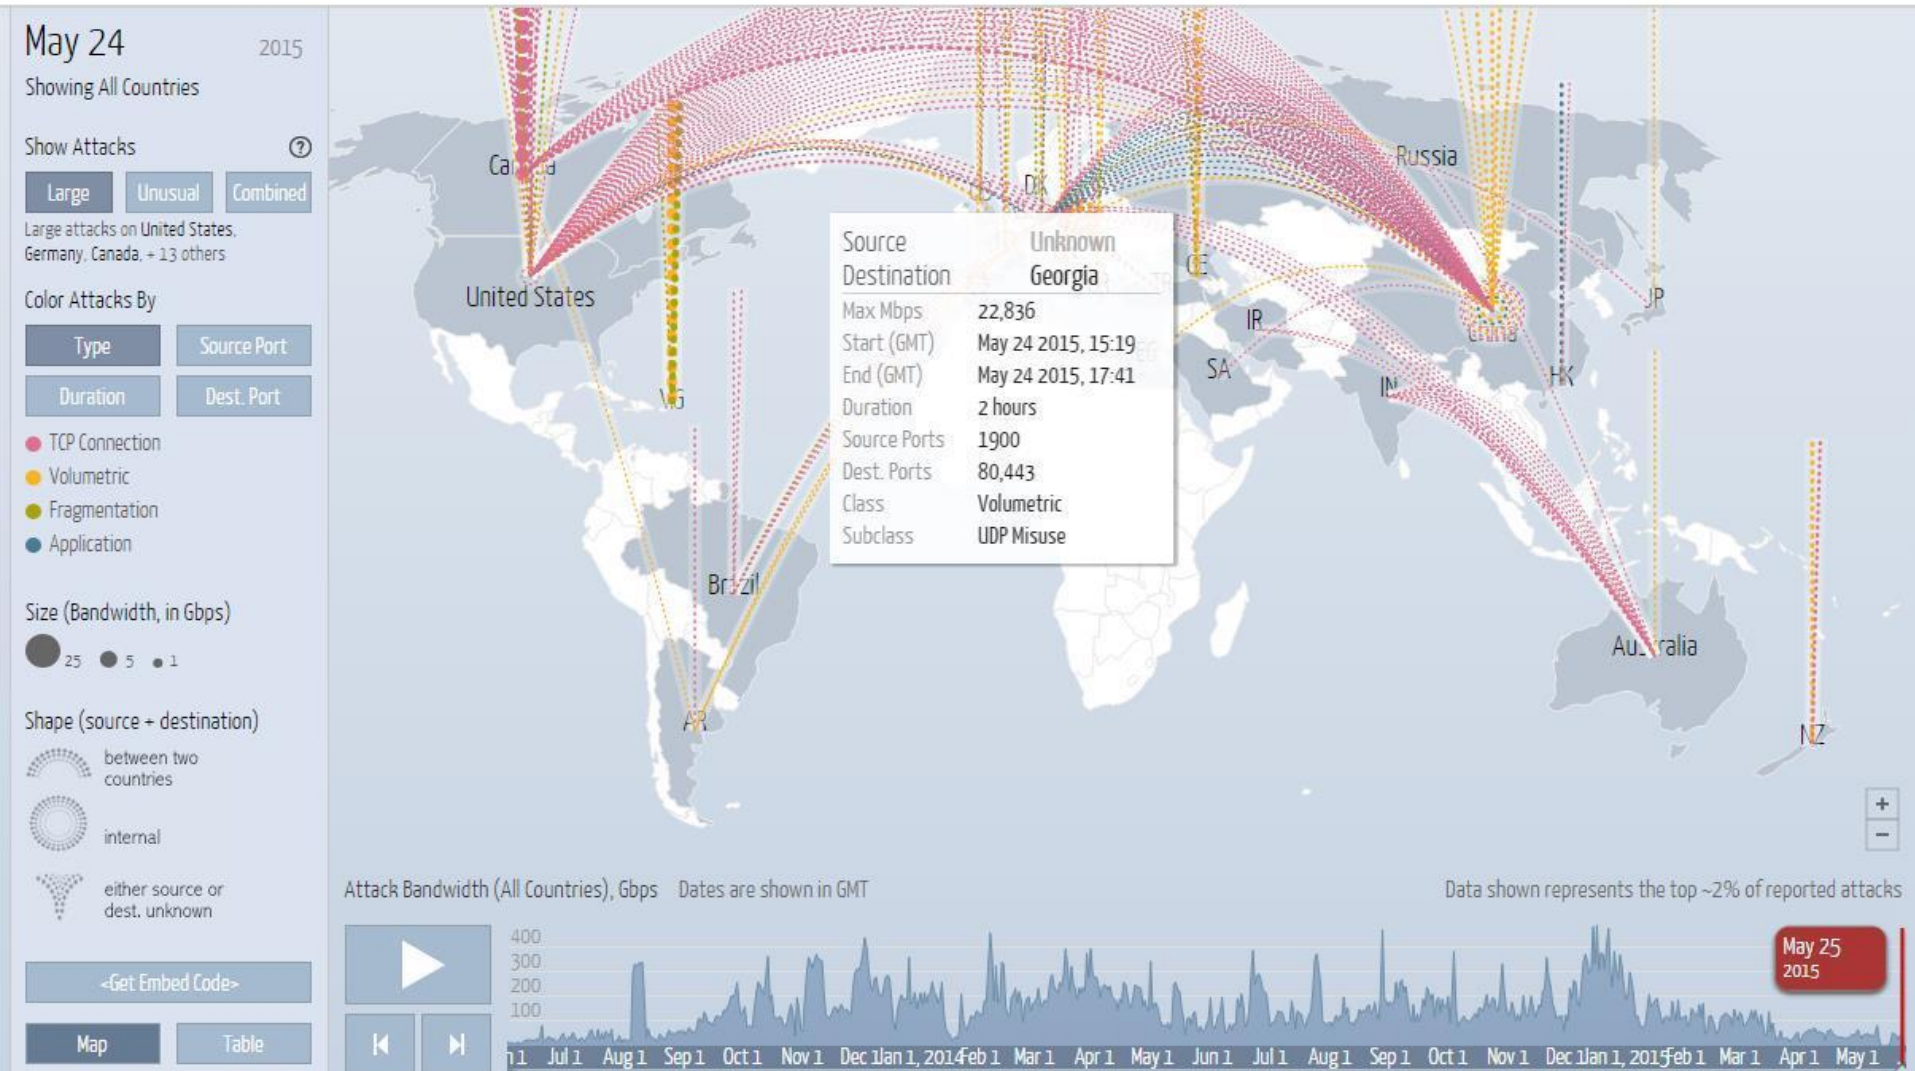 May 24 2015
Showing All Countries
Show Attacks ?
Large Unusual Combined
Large attacks on United States,
Germany, Canada, + 13 others
Color Attacks By
Type Source Port
Duration Dest. Port
TCP Connection
Volumetric
Fragmentation
Application
Size (Bandwidth, in Gbps)
25 5 1
Shape (source + destination)
between two
countries
internal
either source or
dest. unknown
<Get Embed Code>
Map Table
Russia
DK
GE
United States
JP
China
IR
SA
EG
HK
IN
VG
Brazil
Australia
AR
NZ
Source Unknown
Destination Georgia
Max Mbps 22,836
Start (GMT) May 24 2015, 15:19
End (GMT) May 24 2015, 17:41
Duration 2 hours
Source Ports 1900
Dest. Ports 80,443
Class Volumetric
Subclass UDP Misuse
+
−
Attack Bandwidth (All Countries), Gbps Dates are shown in GMT
Data shown represents the top ~2% of reported attacks
400
300
200
100
May 25
2015
1 Jul 1 Aug 1 Sep 1 Oct 1 Nov 1 Dec 1 Jan 1, 2014 Feb 1 Mar 1 Apr 1 May 1 Jun 1 Jul 1 Aug 1 Sep 1 Oct 1 Nov 1 Dec 1 Jan 1, 2015 Feb 1 Mar 1 Apr 1 May 1